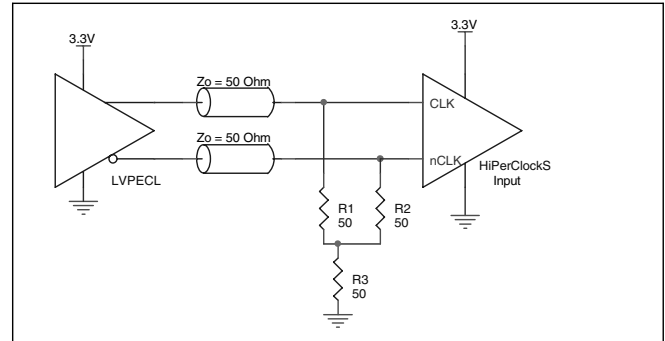 3.3V
3.3V
Zo = 50 Ohm
CLK
Zo = 50 Ohm
nCLK
LVPECL
HiPerClockS
Input
R1
50
R2
50
R3
50